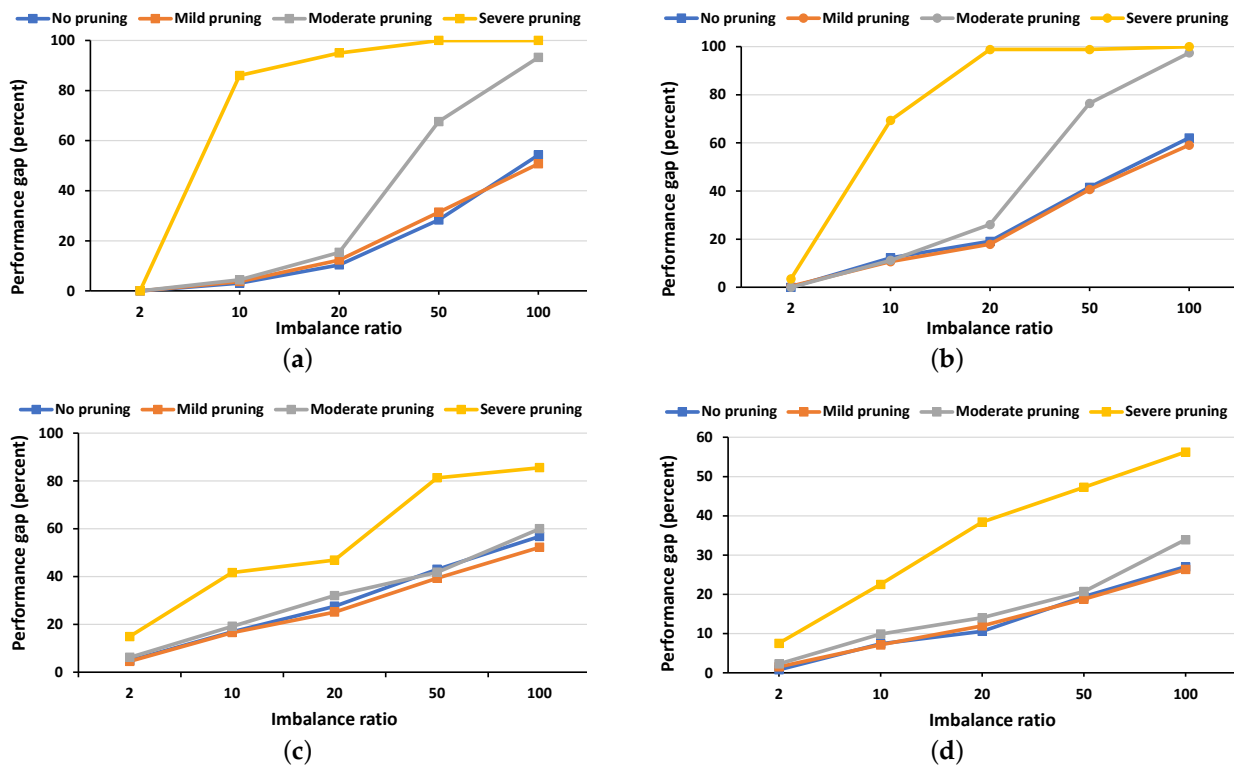 No pruning Mild pruning Moderate pruning Severe pruning
Performance gap (percent)
100
80
60
40
20
0
2 10 20 50 100
Imbalance ratio
(a)
No pruning Mild pruning Moderate pruning Severe pruning
Performance gap (percent)
100
80
60
40
20
0
2 10 20 50 100
Imbalance ratio
(b)
No pruning Mild pruning Moderate pruning Severe pruning
Performance gap (percent)
100
80
60
40
20
0
2 10 20 50 100
Imbalance ratio
(c)
No pruning Mild pruning Moderate pruning Severe pruning
Performance gap (percent)
60
50
40
30
20
10
0
2 10 20 50 100
Imbalance ratio
(d)